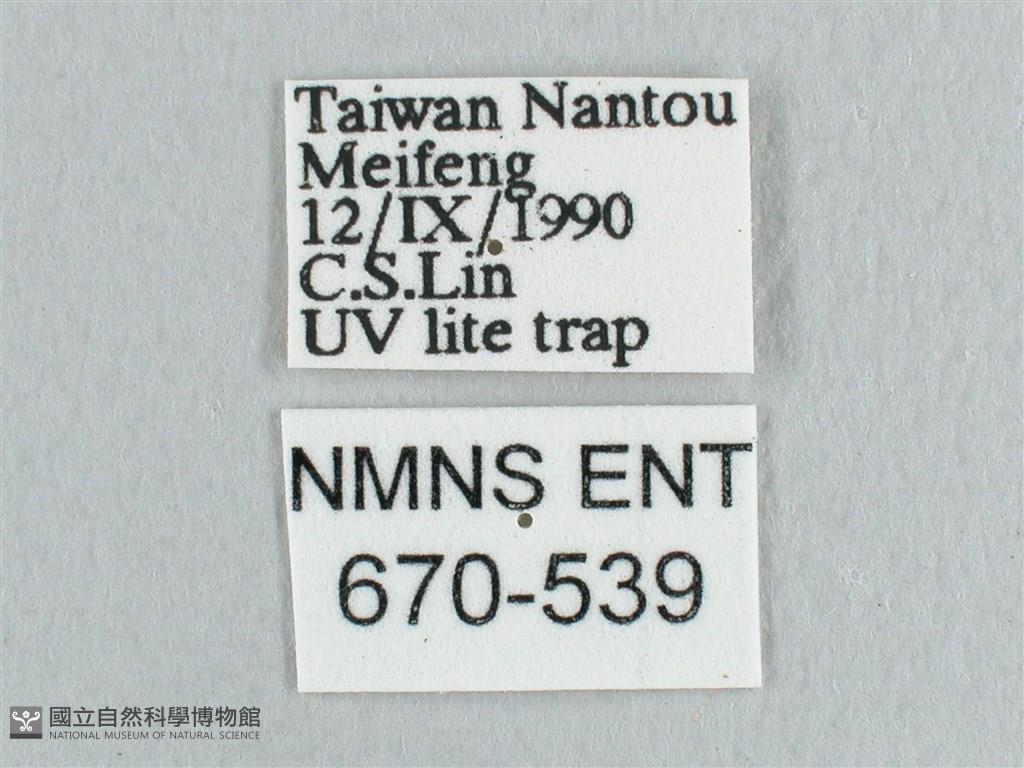 Taiwan Nantou
Meifeng
12/IX/1990
C.S.Lin
UV lite trap
NMNS ENT
670-539
國立自然科學博物館
NATIONAL MUSEUM OF NATURAL SCIENCE